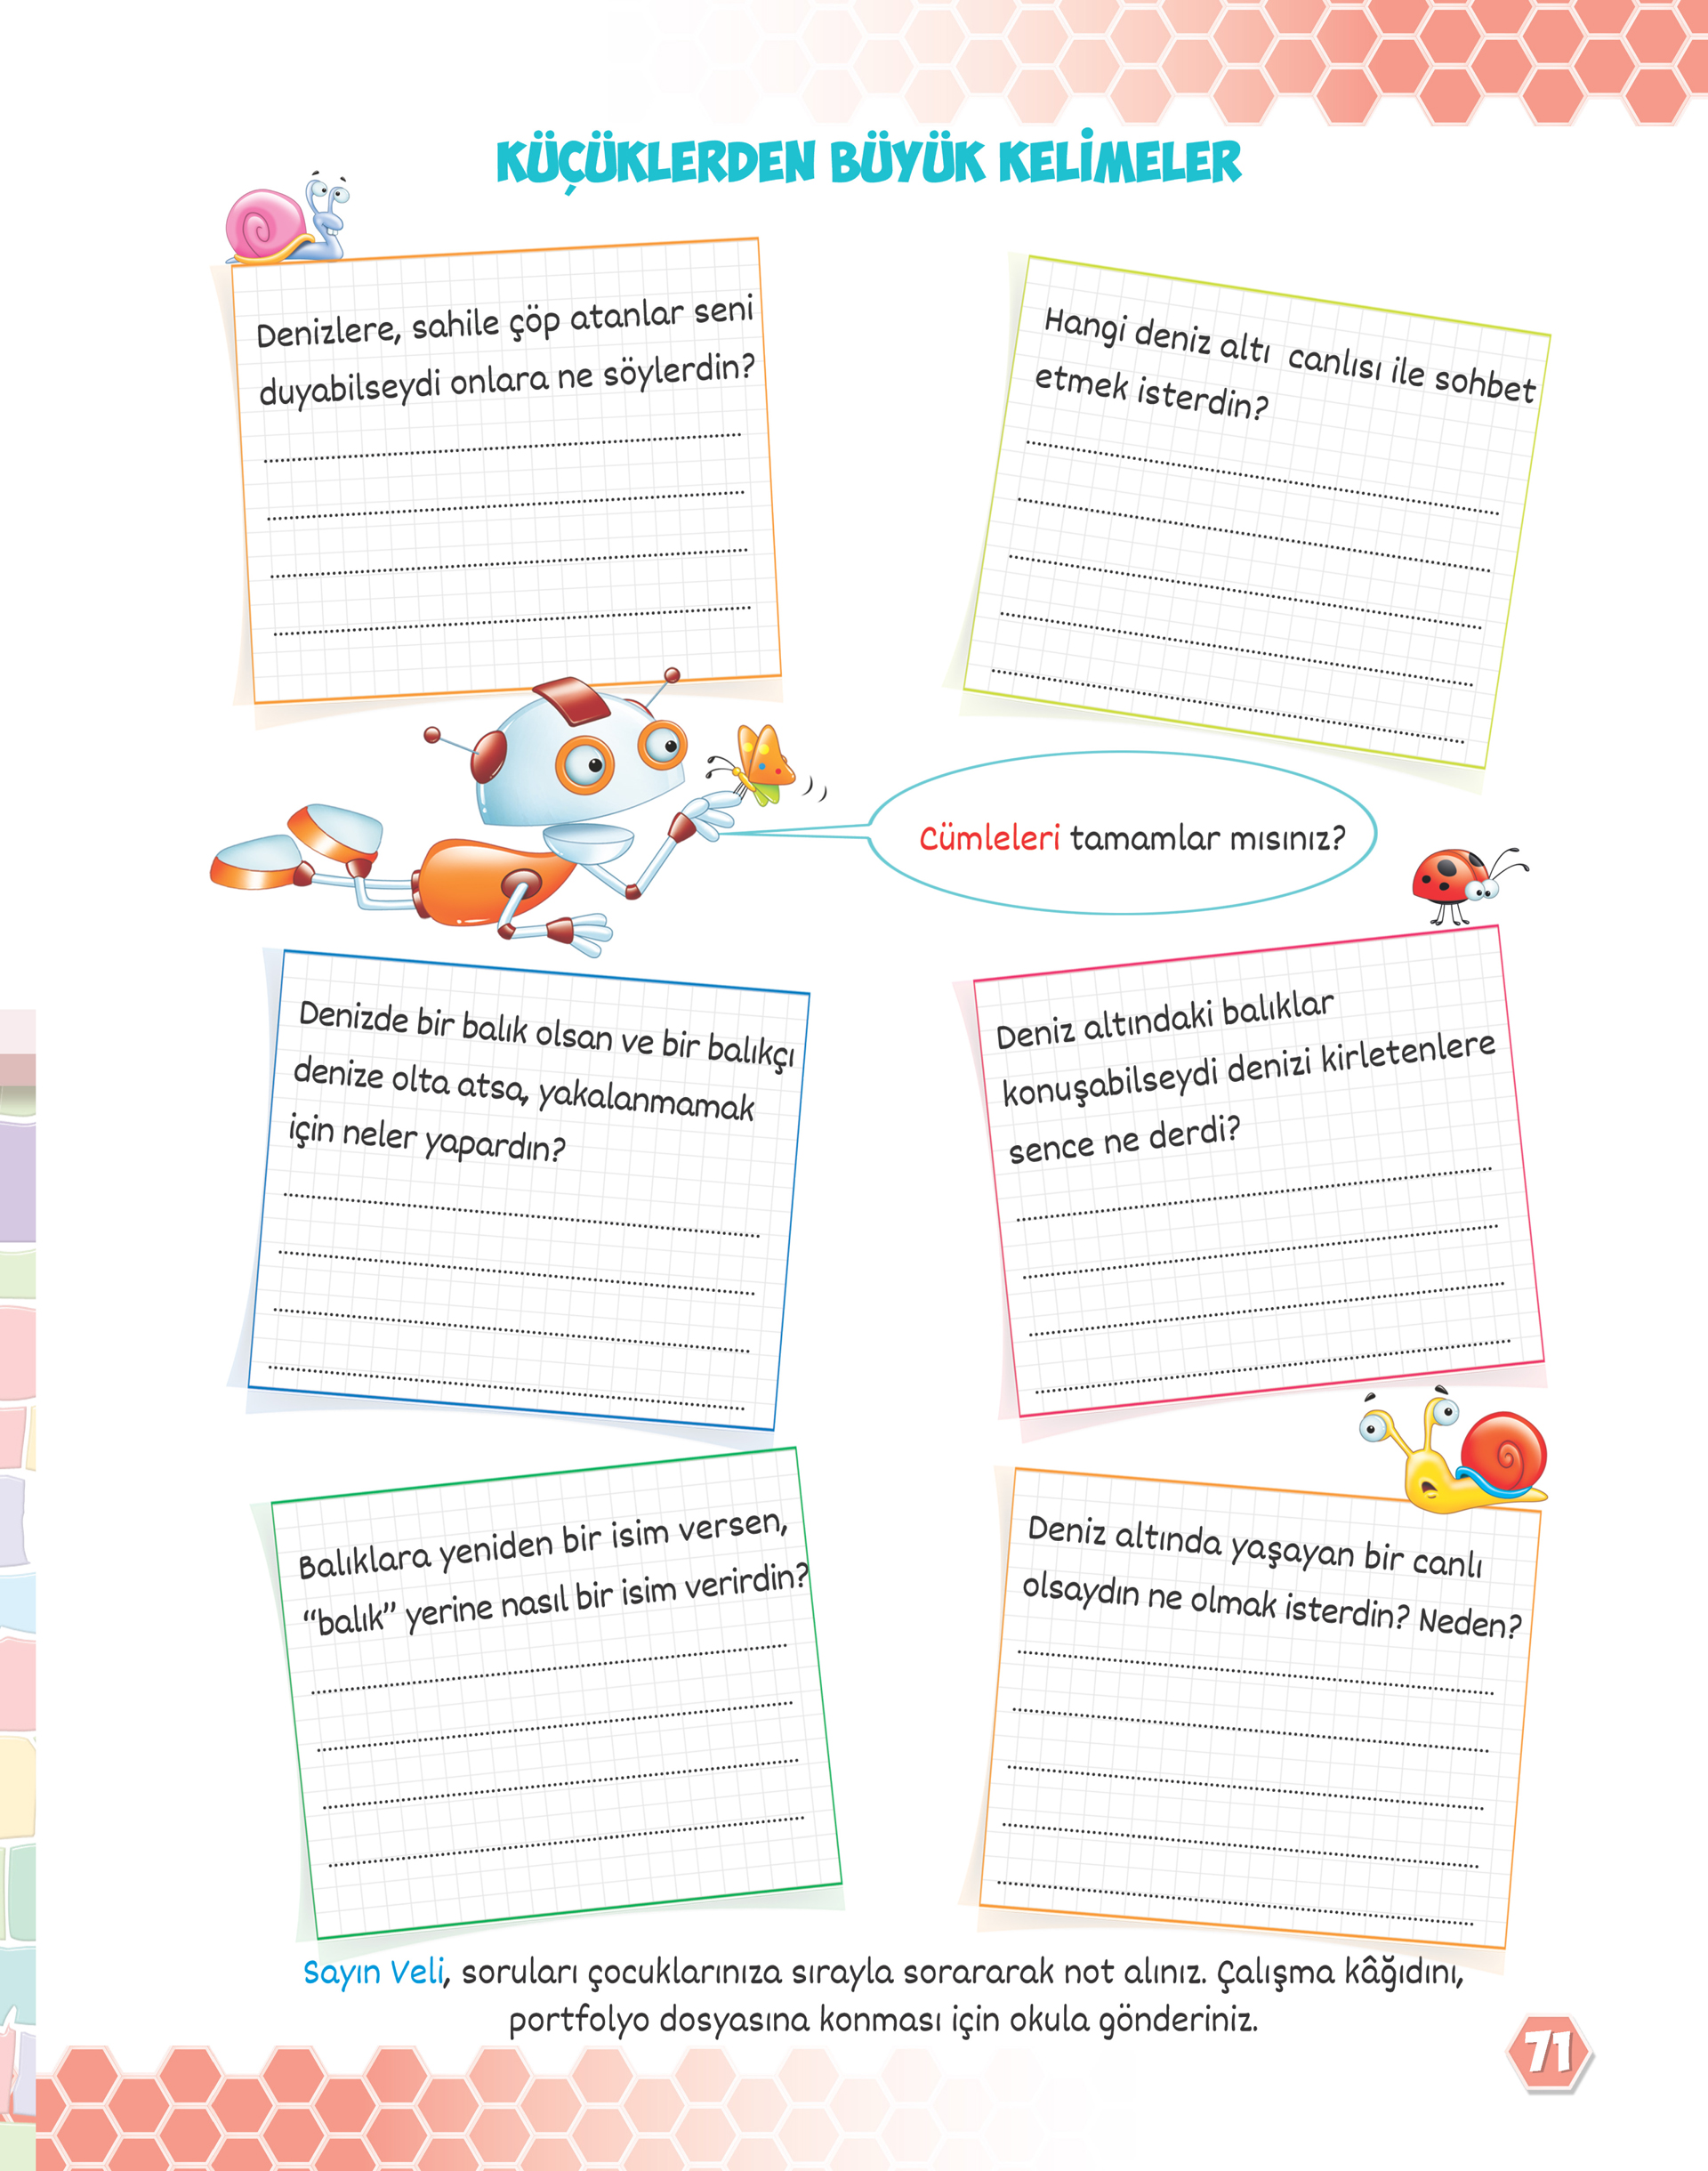 KÜÇÜKLERDEN BÜYÜK KELİMELER
Denizlere, sahile çöp atanlar seni
duyabilseydi onlara ne söylerdin?
Hangi deniz altı canlısı ile sohbet
etmek isterdin?
Cümleleri tamamlar mısınız?
Denizde bir balık olsan ve bir balıkçı
denize olta atsa, yakalanmamak
için neler yapardın?
Deniz altındaki balıklar
konuşabilseydi denizi kirletenlere
sence ne derdi?
Balıklara yeniden bir isim versen,
“balık” yerine nasıl bir isim verirdin?
Deniz altında yaşayan bir canlı
olsaydın ne olmak isterdin? Neden?
Sayın Veli, soruları çocuklarınıza sırayla sorararak not alınız. Çalışma kâğıdını,
portfolyo dosyasına konması için okula gönderiniz.
71